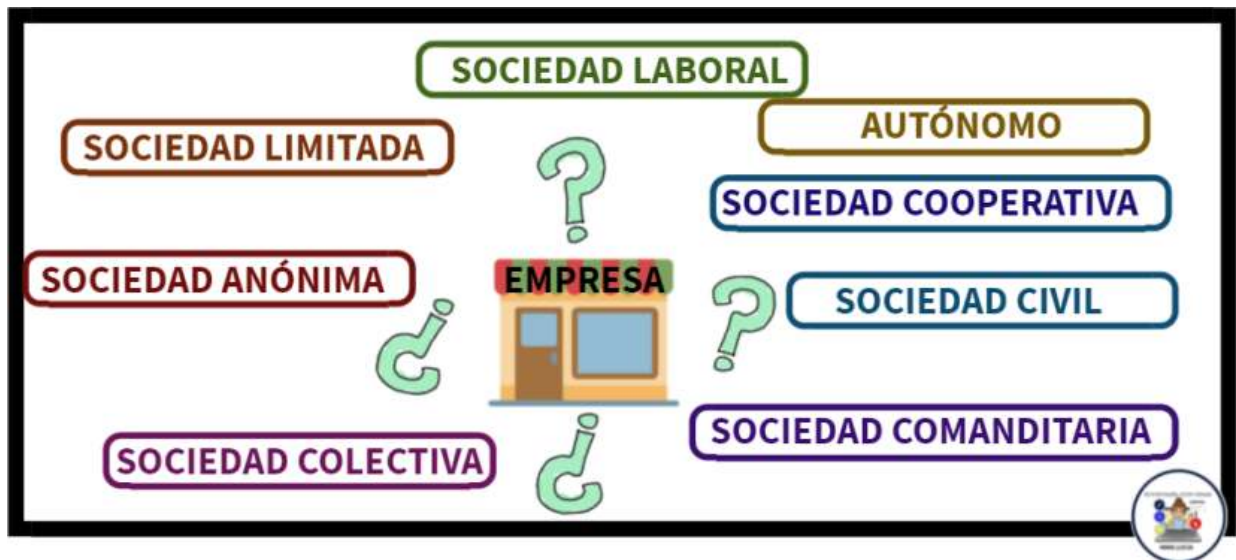 SOCIEDAD LABORAL
AUTÓNOMO
SOCIEDAD LIMITADA
?
SOCIEDAD COOPERATIVA
SOCIEDAD ANÓNIMA
EMPRESA
?
SOCIEDAD CIVIL
¿
SOCIEDAD COMANDITARIA
SOCIEDAD COLECTIVA
¿